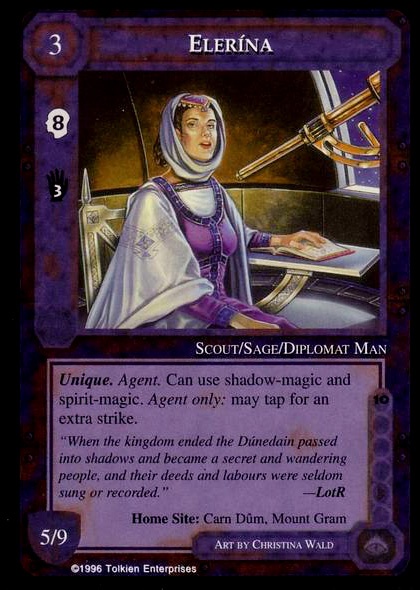 3
ELERÍNA
8
3
SCOUT/SAGE/DIPLOMAT MAN
Unique. Agent. Can use shadow-magic and
spirit-magic. Agent only: may tap for an
extra strike.
10
“When the kingdom ended the Dúnedain passed
into shadows and became a secret and wandering
people, and their deeds and labours were seldom
sung or recorded.” —LotR
Home Site: Carn Dûm, Mount Gram
5/9
ART BY CHRISTINA WALD
©1996 Tolkien Enterprises